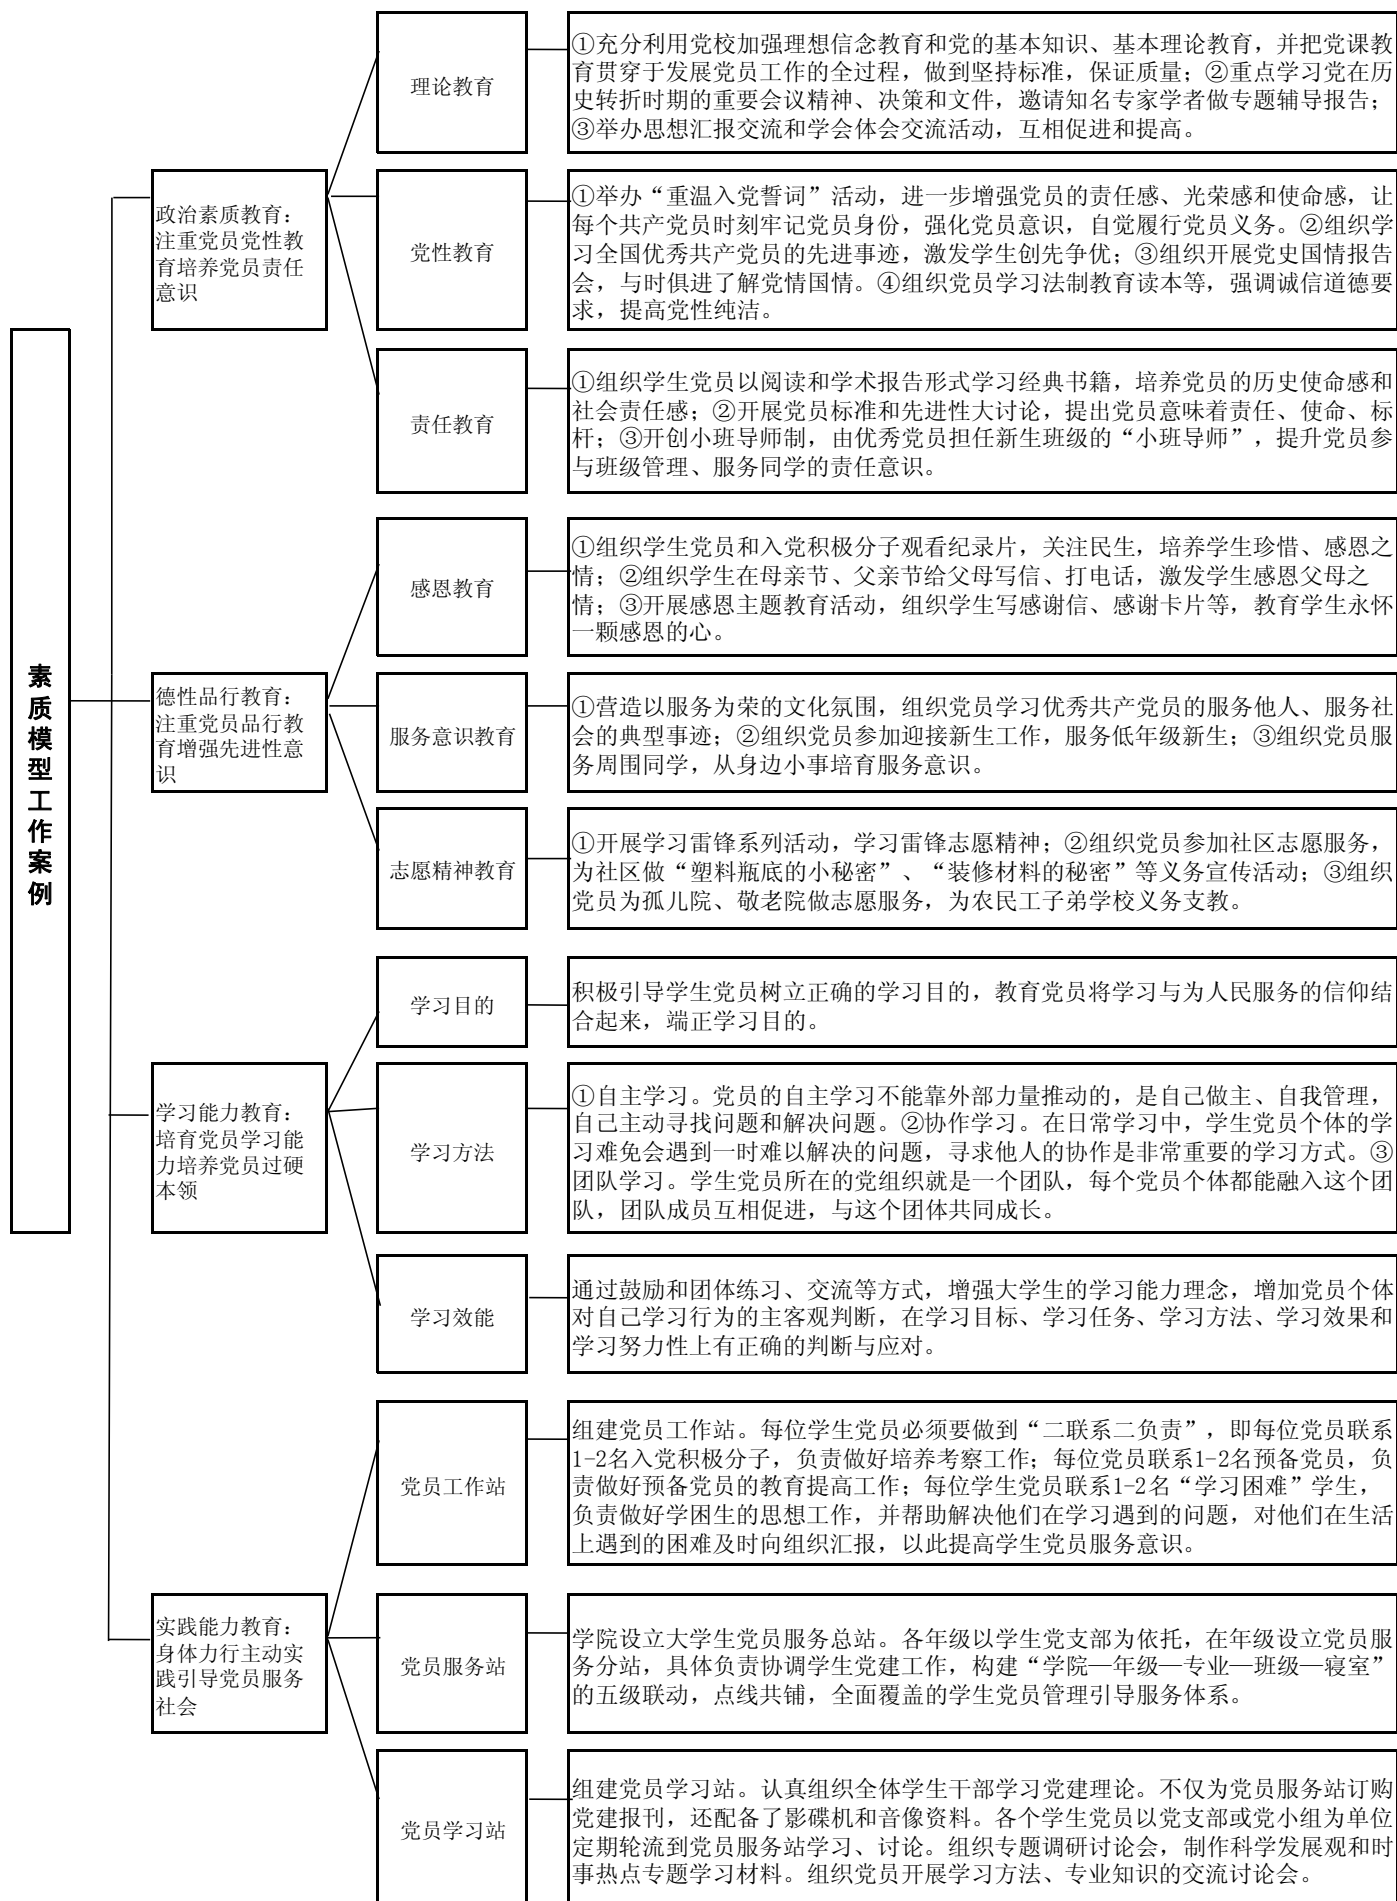 素质模型工作案例
政治素质教育：
注重党员党性教
育培养党员责任
意识
理论教育
①充分利用党校加强理想信念教育和党的基本知识、基本理论教育，并把党课教
育贯穿于发展党员工作的全过程，做到坚持标准，保证质量；②重点学习党在历
史转折时期的重要会议精神、决策和文件，邀请知名专家学者做专题辅导报告；
③举办思想汇报交流和学会体会交流活动，互相促进和提高。
党性教育
①举办“重温入党誓词”活动，进一步增强党员的责任感、光荣感和使命感，让
每个共产党员时刻牢记党员身份，强化党员意识，自觉履行党员义务。②组织学
习全国优秀共产党员的先进事迹，激发学生创先争优；③组织开展党史国情报告
会，与时俱进了解党情国情。④组织党员学习法制教育读本等，强调诚信道德要
求，提高党性纯洁。
责任教育
①组织学生党员以阅读和学术报告形式学习经典书籍，培养党员的历史使命感和
社会责任感；②开展党员标准和先进性大讨论，提出党员意味着责任、使命、标
杆；③开创小班导师制，由优秀党员担任新生班级的“小班导师”，提升党员参
与班级管理、服务同学的责任意识。
德性品行教育：
注重党员品行教
育增强先进性意
识
感恩教育
①组织学生党员和入党积极分子观看纪录片，关注民生，培养学生珍惜、感恩之
情；②组织学生在母亲节、父亲节给父母写信、打电话，激发学生感恩父母之
情；③开展感恩主题教育活动，组织学生写感谢信、感谢卡片等，教育学生永怀
一颗感恩的心。
服务意识教育
①营造以服务为荣的文化氛围，组织党员学习优秀共产党员的服务他人、服务社
会的典型事迹；②组织党员参加迎接新生工作，服务低年级新生；③组织党员服
务周围同学，从身边小事培育服务意识。
志愿精神教育
①开展学习雷锋系列活动，学习雷锋志愿精神；②组织党员参加社区志愿服务，
为社区做“塑料瓶底的小秘密”、“装修材料的秘密”等义务宣传活动；③组织
党员为孤儿院、敬老院做志愿服务，为农民工子弟学校义务支教。
学习能力教育：
培育党员学习能
力培养党员过硬
本领
学习目的
积极引导学生党员树立正确的学习目的，教育党员将学习与为人民服务的信仰结
合起来，端正学习目的。
学习方法
①自主学习。党员的自主学习不能靠外部力量推动的，是自己做主、自我管理，
自己主动寻找问题和解决问题。②协作学习。在日常学习中，学生党员个体的学
习难免会遇到一时难以解决的问题，寻求他人的协作是非常重要的学习方式。③
团队学习。学生党员所在的党组织就是一个团队，每个党员个体都能融入这个团
队，团队成员互相促进，与这个团体共同成长。
学习效能
通过鼓励和团体练习、交流等方式，增强大学生的学习能力理念，增加党员个体
对自己学习行为的主客观判断，在学习目标、学习任务、学习方法、学习效果和
学习努力性上有正确的判断与应对。
实践能力教育：
身体力行主动实
践引导党员服务
社会
党员工作站
组建党员工作站。每位学生党员必须要做到“二联系二负责”，即每位党员联系
1-2名入党积极分子，负责做好培养考察工作；每位党员联系1-2名预备党员，负
责做好预备党员的教育提高工作；每位学生党员联系1-2名“学习困难”学生，
负责做好学困生的思想工作，并帮助解决他们在学习遇到的问题，对他们在生活
上遇到的困难及时向组织汇报，以此提高学生党员服务意识。
党员服务站
学院设立大学生党员服务总站。各年级以学生党支部为依托，在年级设立党员服
务分站，具体负责协调学生党建工作，构建“学院—年级—专业—班级—寝室”
的五级联动，点线共铺，全面覆盖的学生党员管理引导服务体系。
党员学习站
组建党员学习站。认真组织全体学生干部学习党建理论。不仅为党员服务站订购
党建报刊，还配备了影碟机和音像资料。各个学生党员以党支部或党小组为单位
定期轮流到党员服务站学习、讨论。组织专题调研讨论会，制作科学发展观和时
事热点专题学习材料。组织党员开展学习方法、专业知识的交流讨论会。